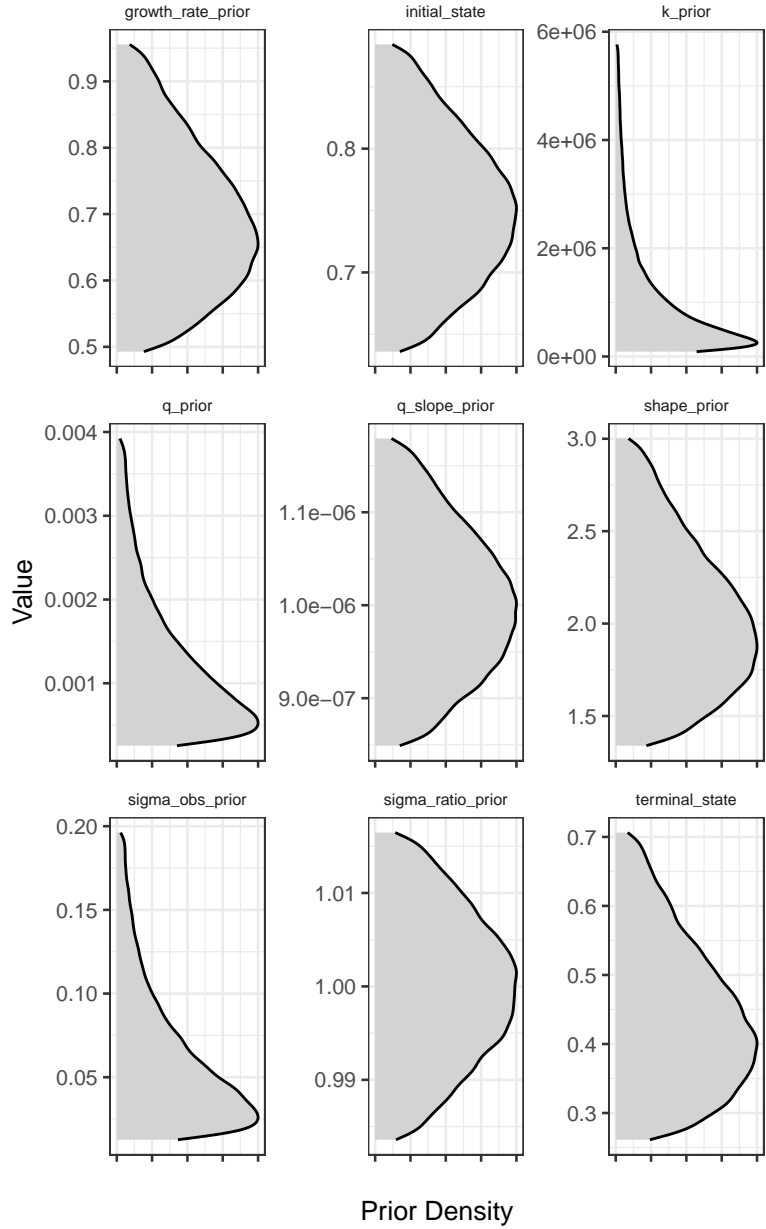 growth_rate_prior initial_state k_prior
0.9
0.8
0.7
0.6
0.5
0.8
0.7
6e+06
4e+06
2e+06
0e+00
q_prior q_slope_prior shape_prior
0.004
0.003
0.002
0.001
1.1e−06
1.0e−06
9.0e−07
3.0
2.5
2.0
1.5
Value
sigma_obs_prior sigma_ratio_prior terminal_state
0.20
0.15
0.10
0.05
1.01
1.00
0.99
0.7
0.6
0.5
0.4
0.3
Prior Density